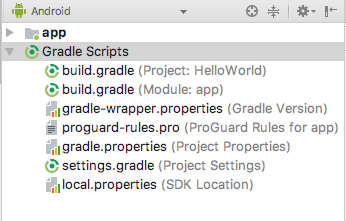 Android
app
Gradle Scripts
build.gradle (Project: HelloWorld)
build.gradle (Module: app)
gradle-wrapper.properties (Gradle Version)
proguard-rules.pro (ProGuard Rules for app)
gradle.properties (Project Properties)
settings.gradle (Project Settings)
local.properties (SDK Location)